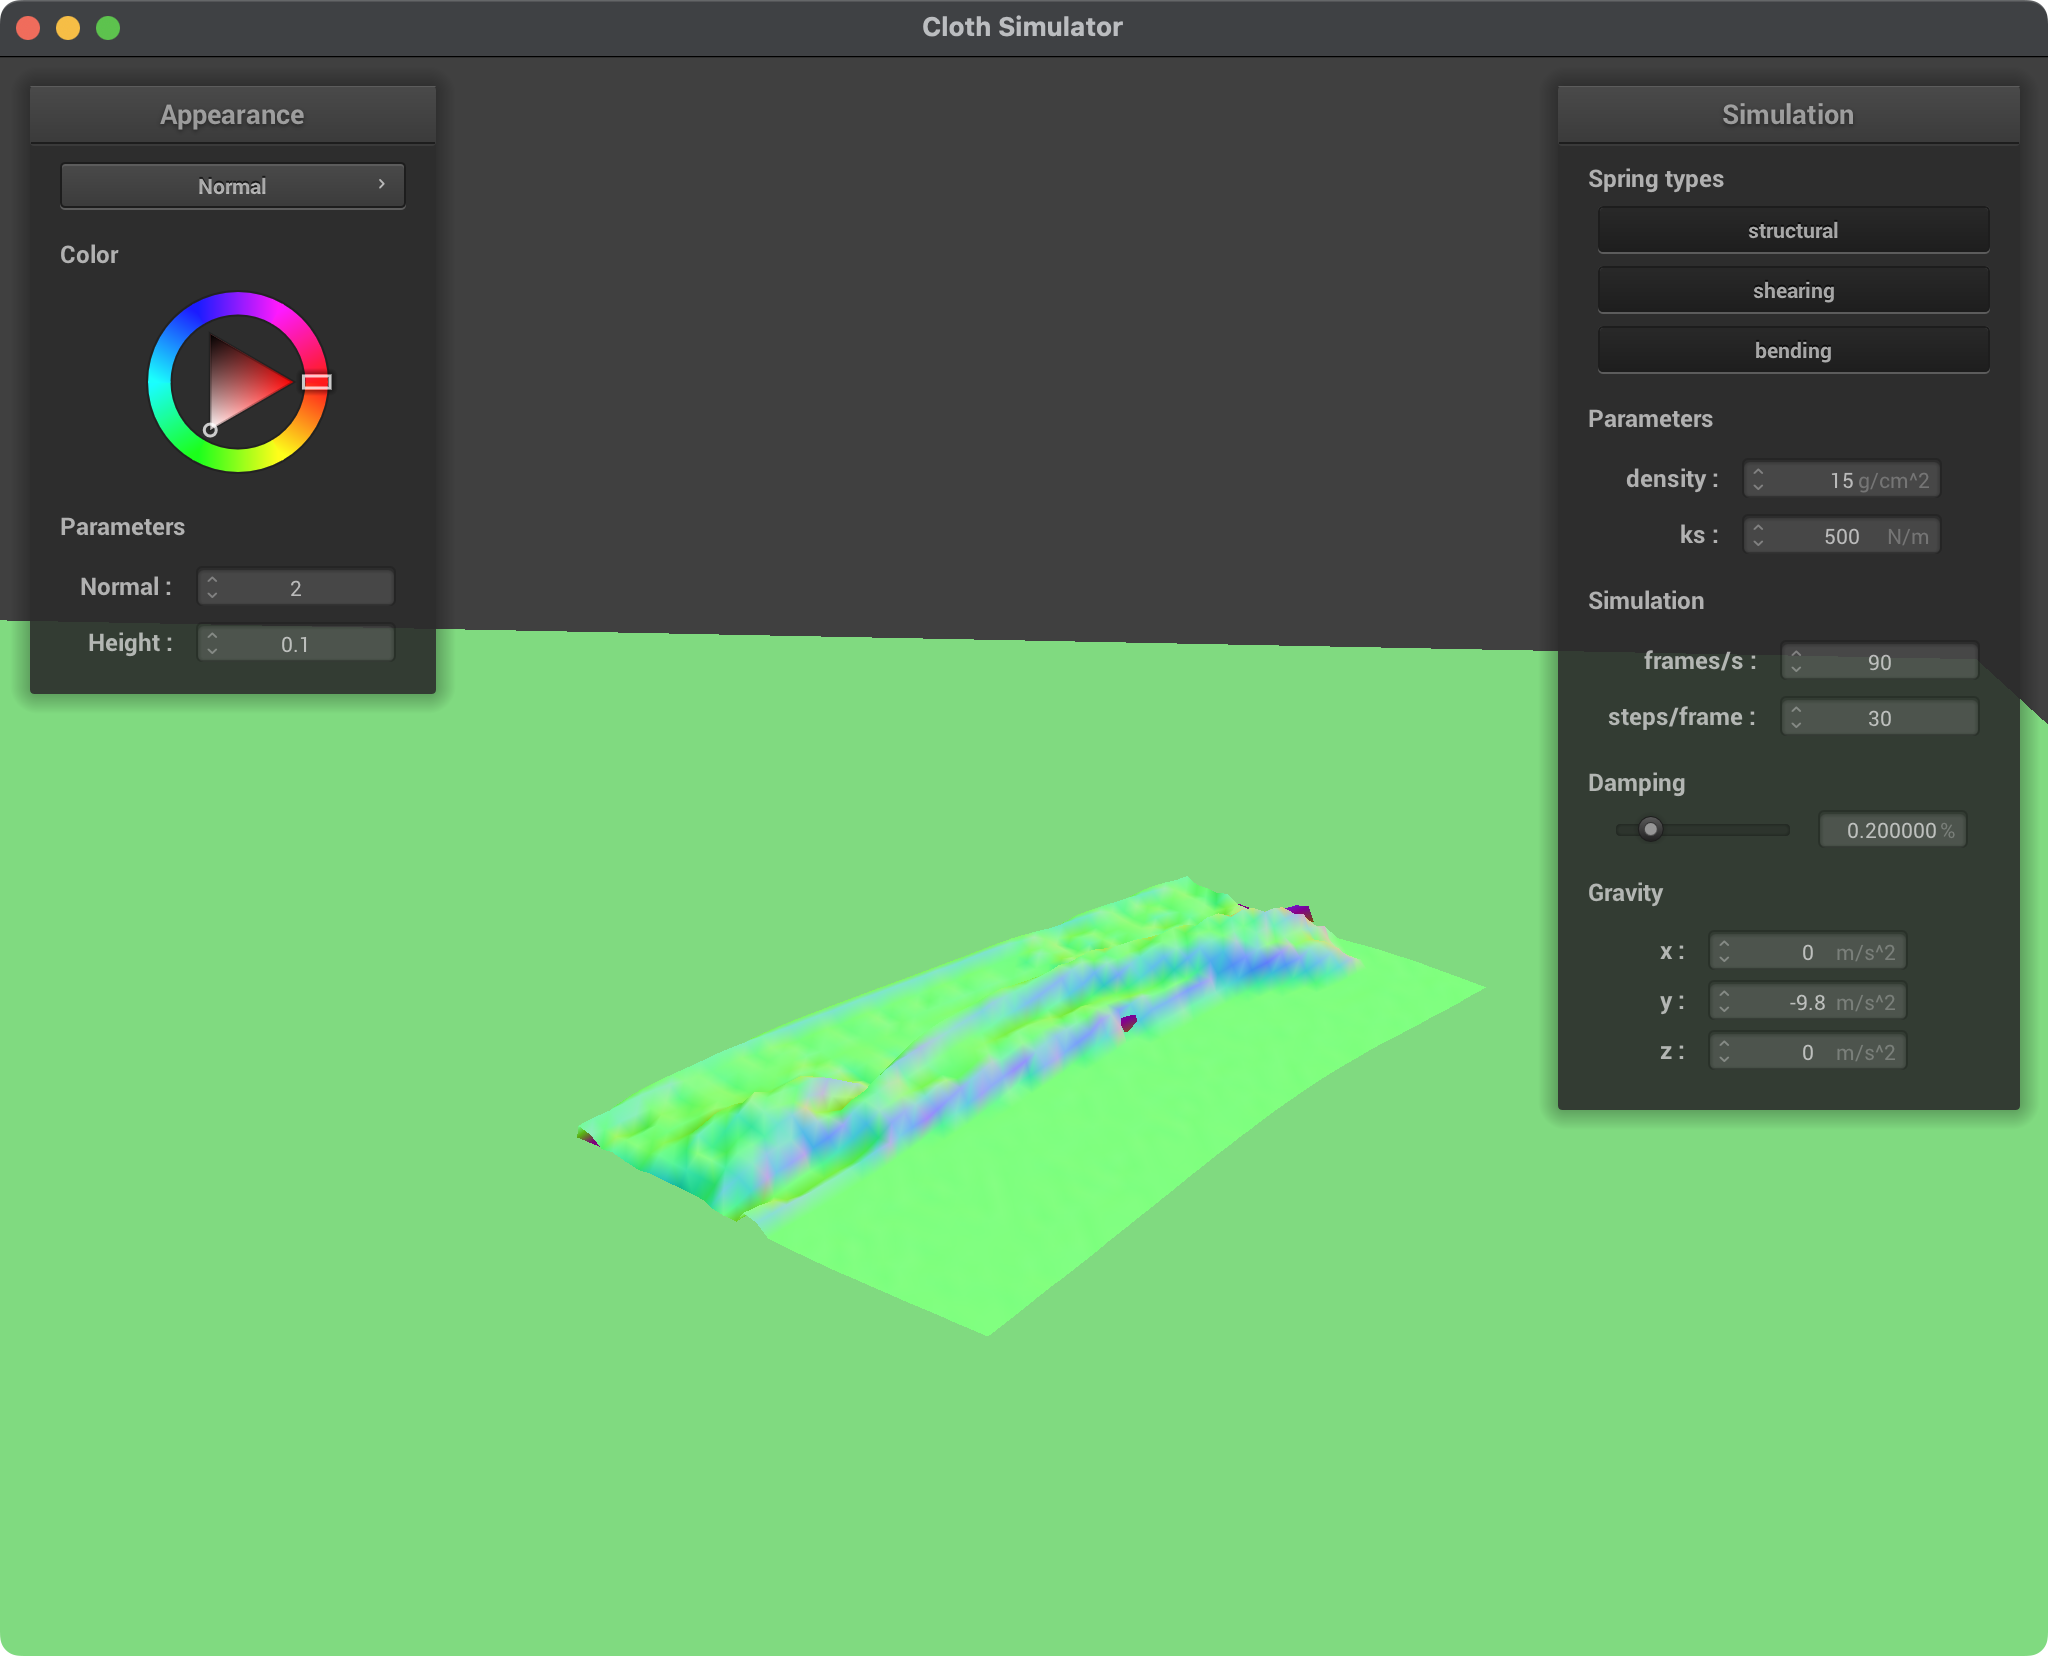 Cloth Simulator
Appearance
Normal
Color
Parameters
Normal : 2
Height : 0.1
Simulation
Spring types
structural
shearing
bending
Parameters
density : 15 g/cm^2
ks : 500 N/m
Simulation
frames/s : 90
steps/frame : 30
Damping
0.200000 %
Gravity
x : 0 m/s^2
y : -9.8 m/s^2
z : 0 m/s^2